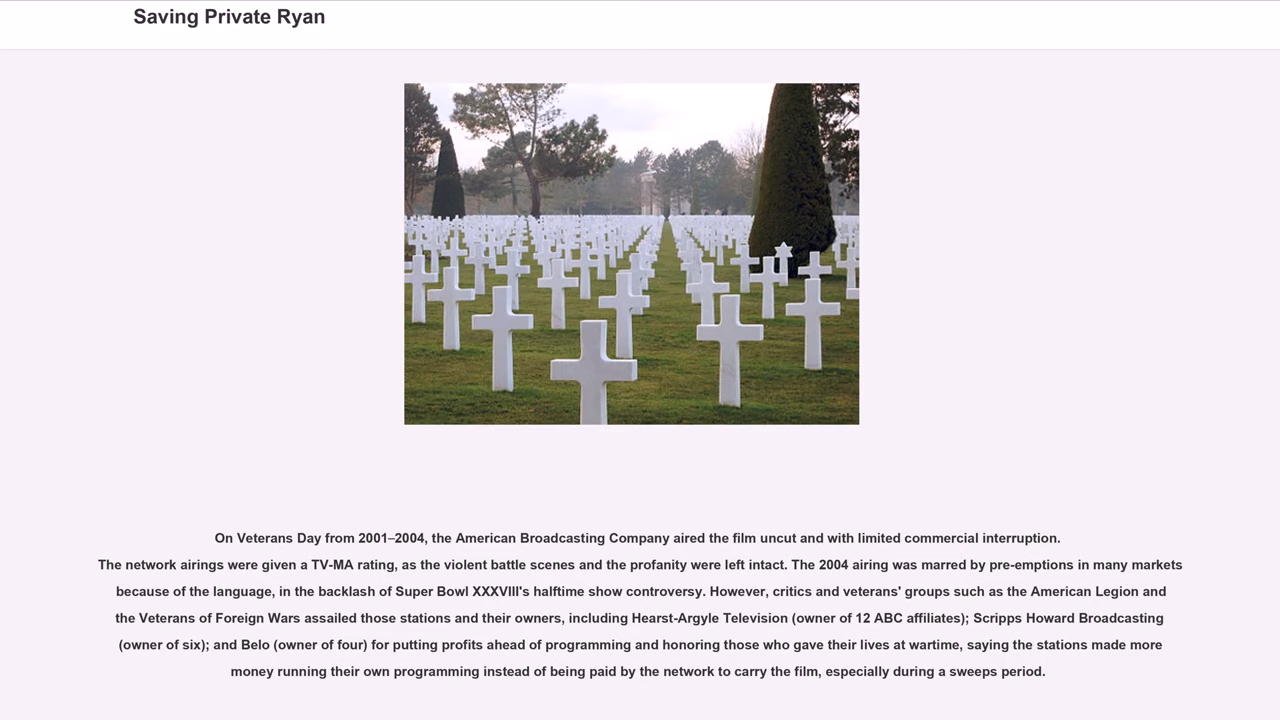 Saving Private Ryan
On Veterans Day from 2001–2004, the American Broadcasting Company aired the film uncut and with limited commercial interruption.
The network airings were given a TV-MA rating, as the violent battle scenes and the profanity were left intact. The 2004 airing was marred by pre-emptions in many markets
because of the language, in the backlash of Super Bowl XXXVIII's halftime show controversy. However, critics and veterans' groups such as the American Legion and
the Veterans of Foreign Wars assailed those stations and their owners, including Hearst-Argyle Television (owner of 12 ABC affiliates); Scripps Howard Broadcasting
(owner of six); and Belo (owner of four) for putting profits ahead of programming and honoring those who gave their lives at wartime, saying the stations made more
money running their own programming instead of being paid by the network to carry the film, especially during a sweeps period.